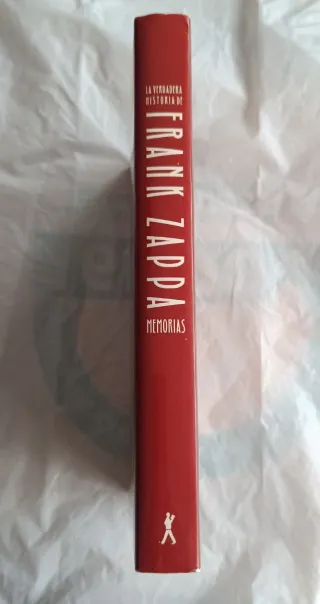 LA VERDADERA
HISTORIA DE
FRANK ZAPPA
MEMORIAS